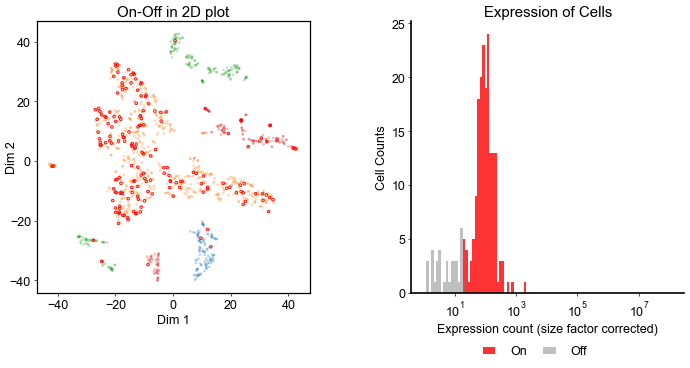 On-Off in 2D plot
Dim 2
40
20
0
−20
−40
−40 −20 0 20 40
Dim 1
Expression of Cells
Cell Counts
25
20
15
10
5
0
10^1 10^3 10^5 10^7
Expression count (size factor corrected)
On Off